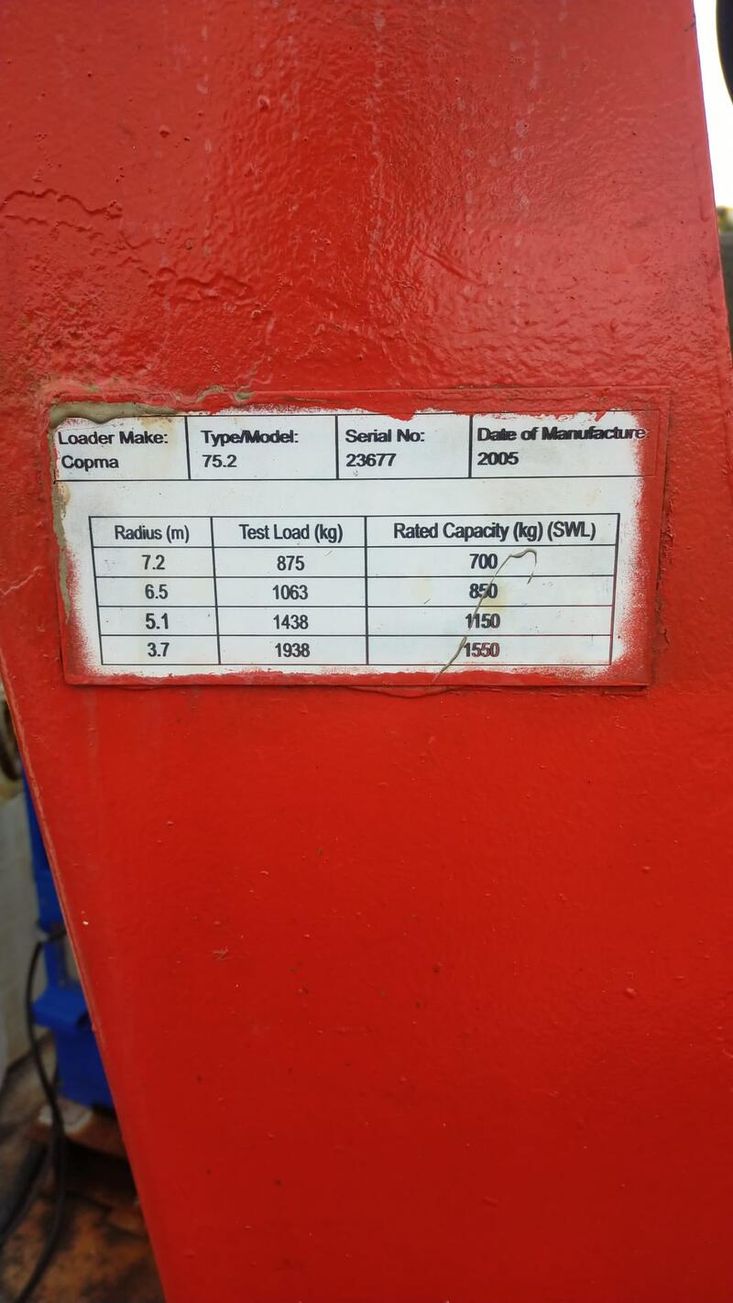 Loader Make: Type/Model: Serial No: Date of Manufacture:
Copma 75.2 23677 2005
Radius (m) Test Load (kg) Rated Capacity (kg) (SWL)
7.2 875 700
6.5 1063 850
5.1 1438 1150
3.7 1938 1550